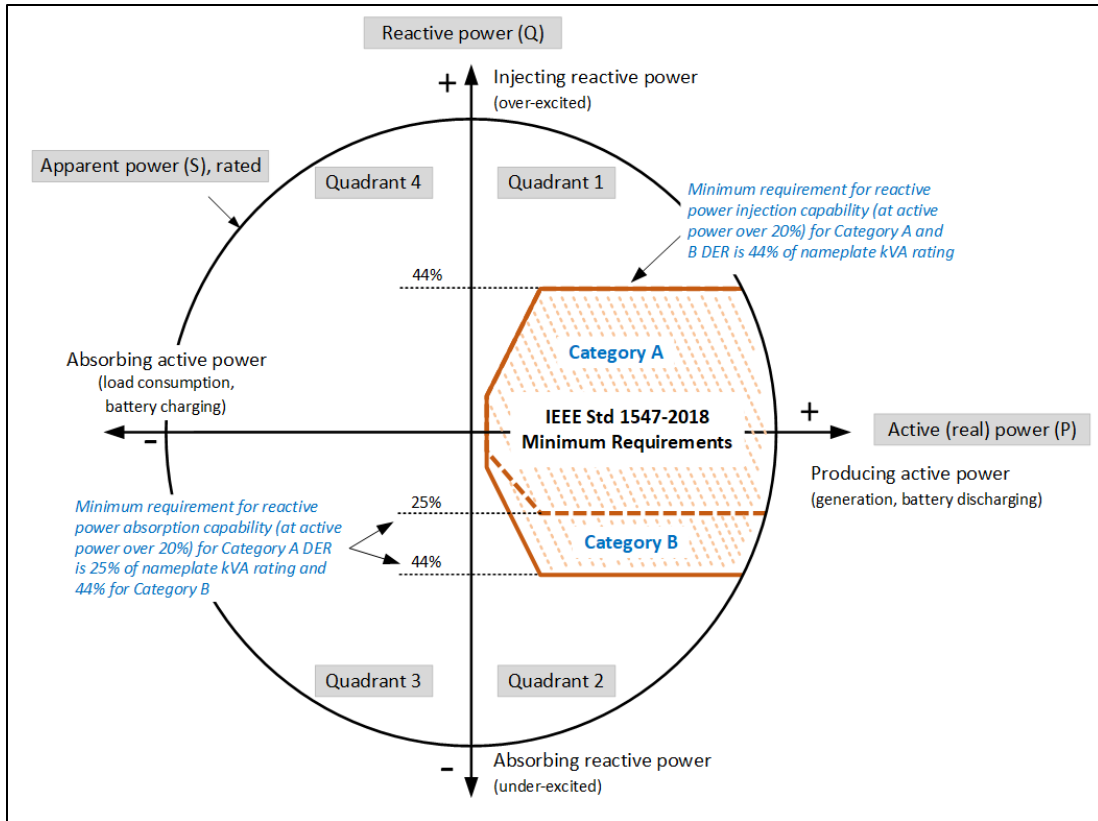 Reactive power (Q)
+
Injecting reactive power
(over-excited)
Apparent power (S), rated
Quadrant 4
Quadrant 1
Minimum requirement for reactive
power injection capability (at active
power over 20%) for Category A and
B DER is 44% of nameplate kVA rating
44%
Category A
Absorbing active power
(load consumption,
battery charging)
-
IEEE Std 1547-2018
Minimum Requirements
+
Active (real) power (P)
Producing active power
(generation, battery discharging)
Minimum requirement for reactive
power absorption capability (at active
power over 20%) for Category A DER
is 25% of nameplate kVA rating and
44% for Category B
25%
Category B
44%
Quadrant 3
Quadrant 2
-
Absorbing reactive power
(under-excited)